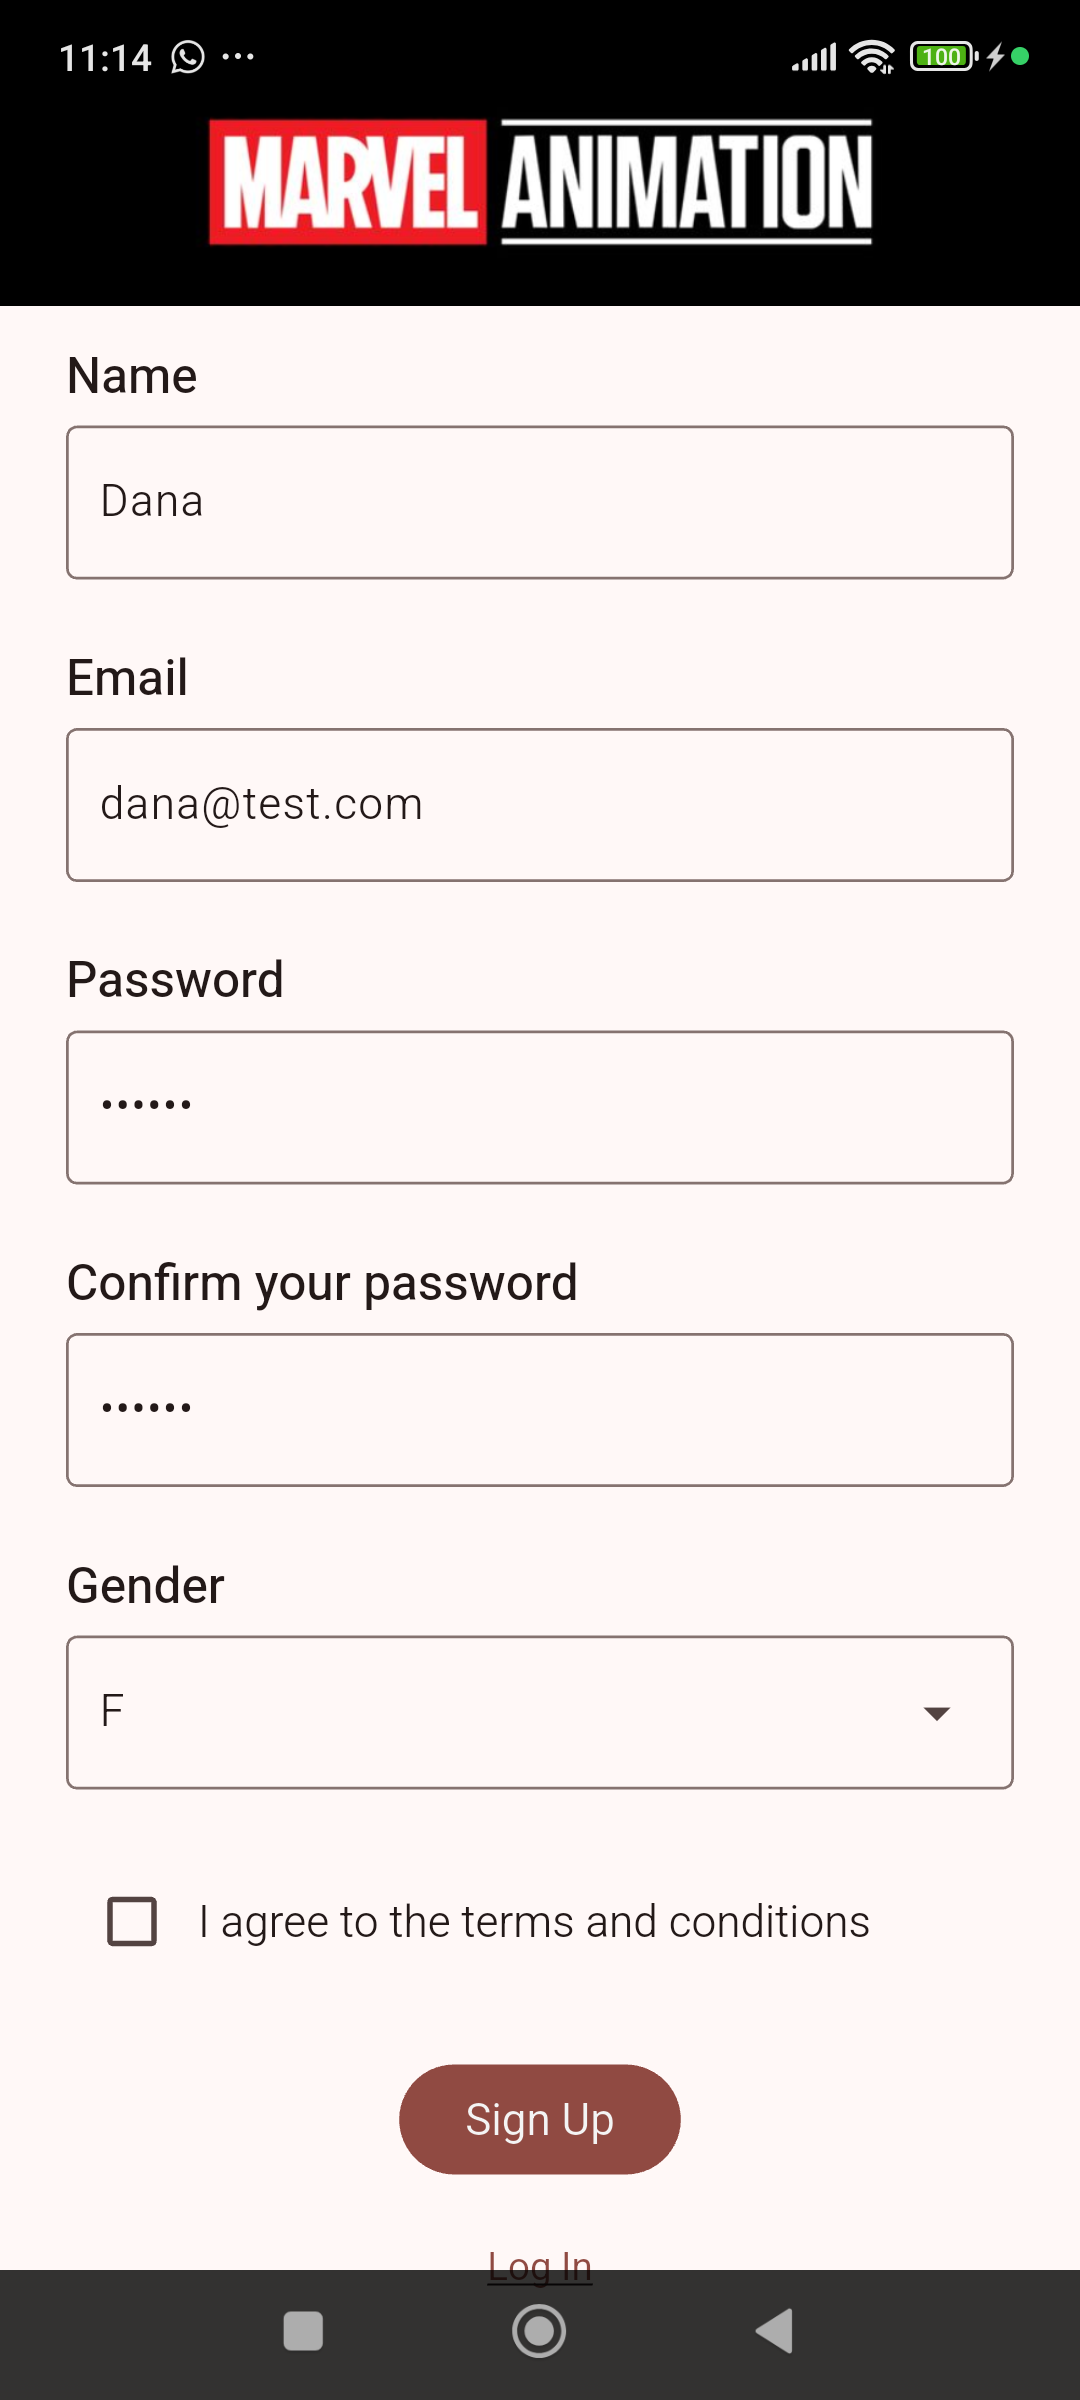 11:14
100
MARVEL ANIMATION
Name
Dana
Email
dana@test.com
Password
••••••
Confirm your password
••••••
Gender
F
I agree to the terms and conditions
Sign Up
Log In